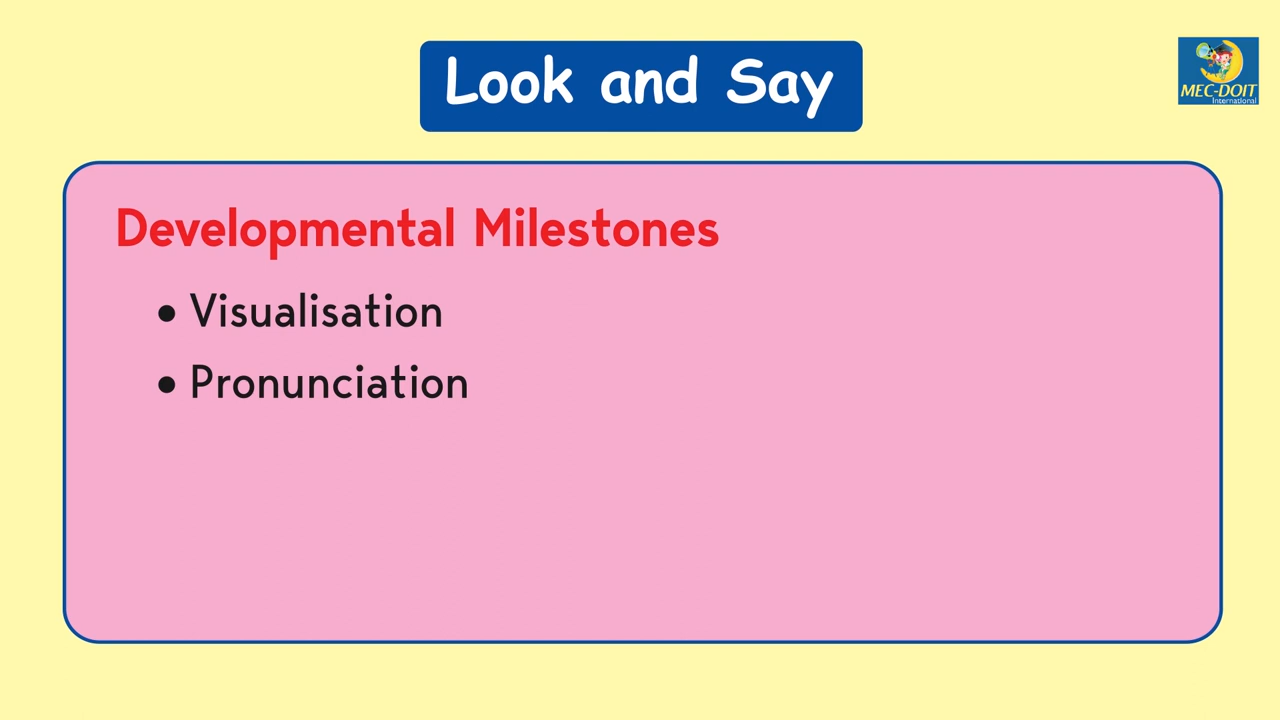 Look and Say
MEC-DOIT
International
Developmental Milestones
• Visualisation
• Pronunciation